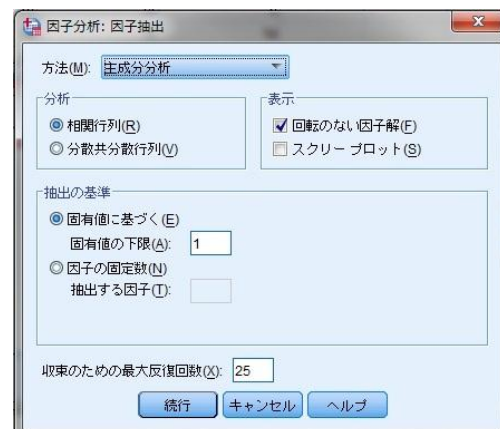 因子分析: 因子抽出
方法(M): 主成分分析
分析
相関行列(R)
分散共分散行列(V)
表示
回転のない因子解(F)
スクリー プロット(S)
抽出の基準
固有値に基づく(E)
固有値の下限(A): 1
因子の固定数(N)
抽出する因子(T):
収束のための最大反復回数(X): 25
続行 キャンセル ヘルプ